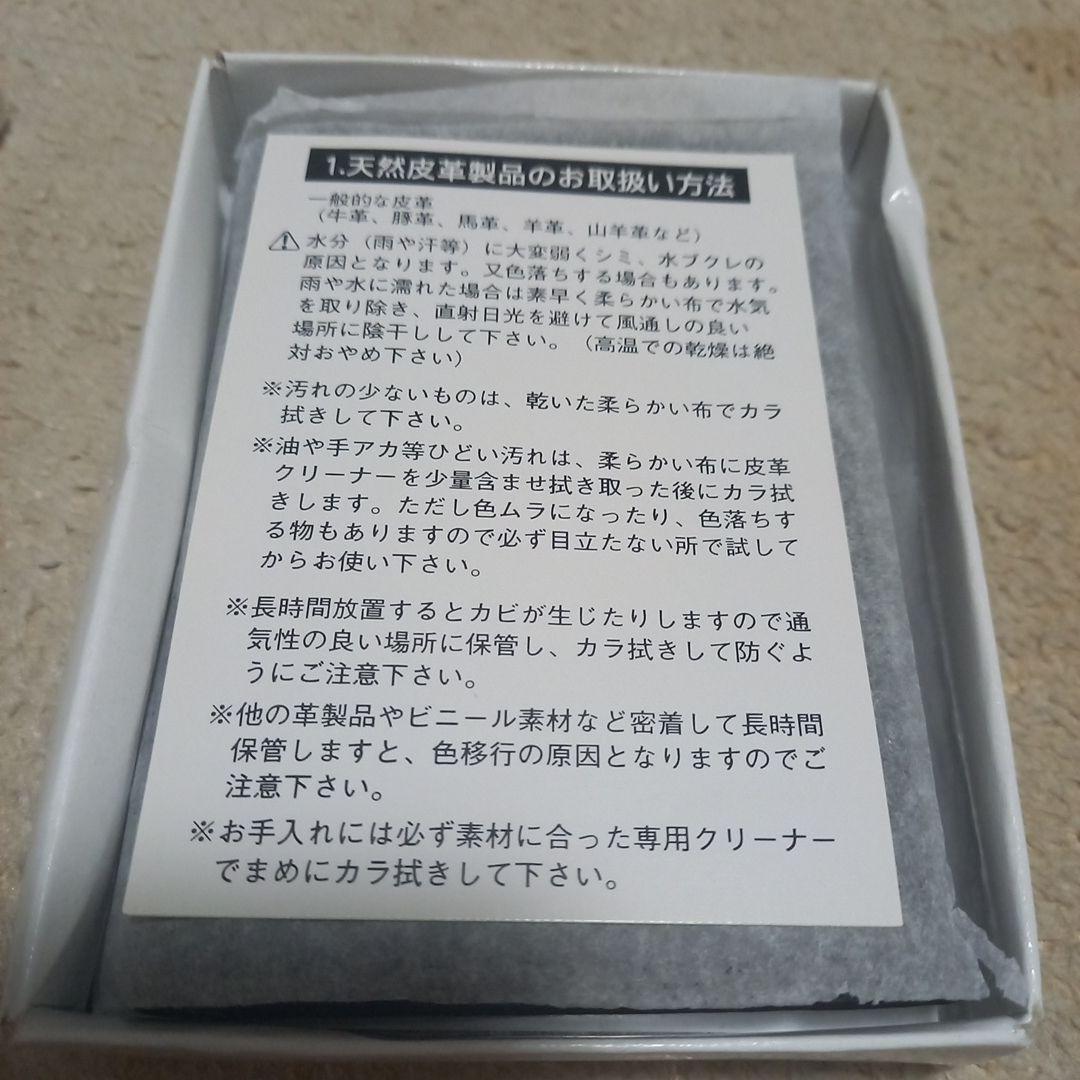 1.天然皮革製品のお取扱い方法
一般的な皮革
（牛革、豚革、馬革、羊革、山羊革など）
⚠水分（雨や汗等）に大変弱くシミ、水ブクレの
原因となります。又色落ちする場合もあります。
雨や水に濡れた場合は素早く柔らかい布で水気
を取り除き、直射日光を避けて風通しの良い
場所に陰干しして下さい。（高温での乾燥は絶
対おやめ下さい）
※汚れの少ないものは、乾いた柔らかい布でカラ
拭きして下さい。
※油や手アカ等ひどい汚れは、柔らかい布に皮革
クリーナーを少量含ませ拭き取った後にカラ拭
きします。ただし色ムラになったり、色落ちす
る物もありますので必ず目立たない所で試して
からお使い下さい。
※長時間放置するとカビが生じたりしますので通
気性の良い場所に保管し、カラ拭きして防ぐよ
うにご注意下さい。
※他の革製品やビニール素材など密着して長時間
保管しますと、色移行の原因となりますのでご
注意下さい。
※お手入れには必ず素材に合った専用クリーナー
でまめにカラ拭きして下さい。